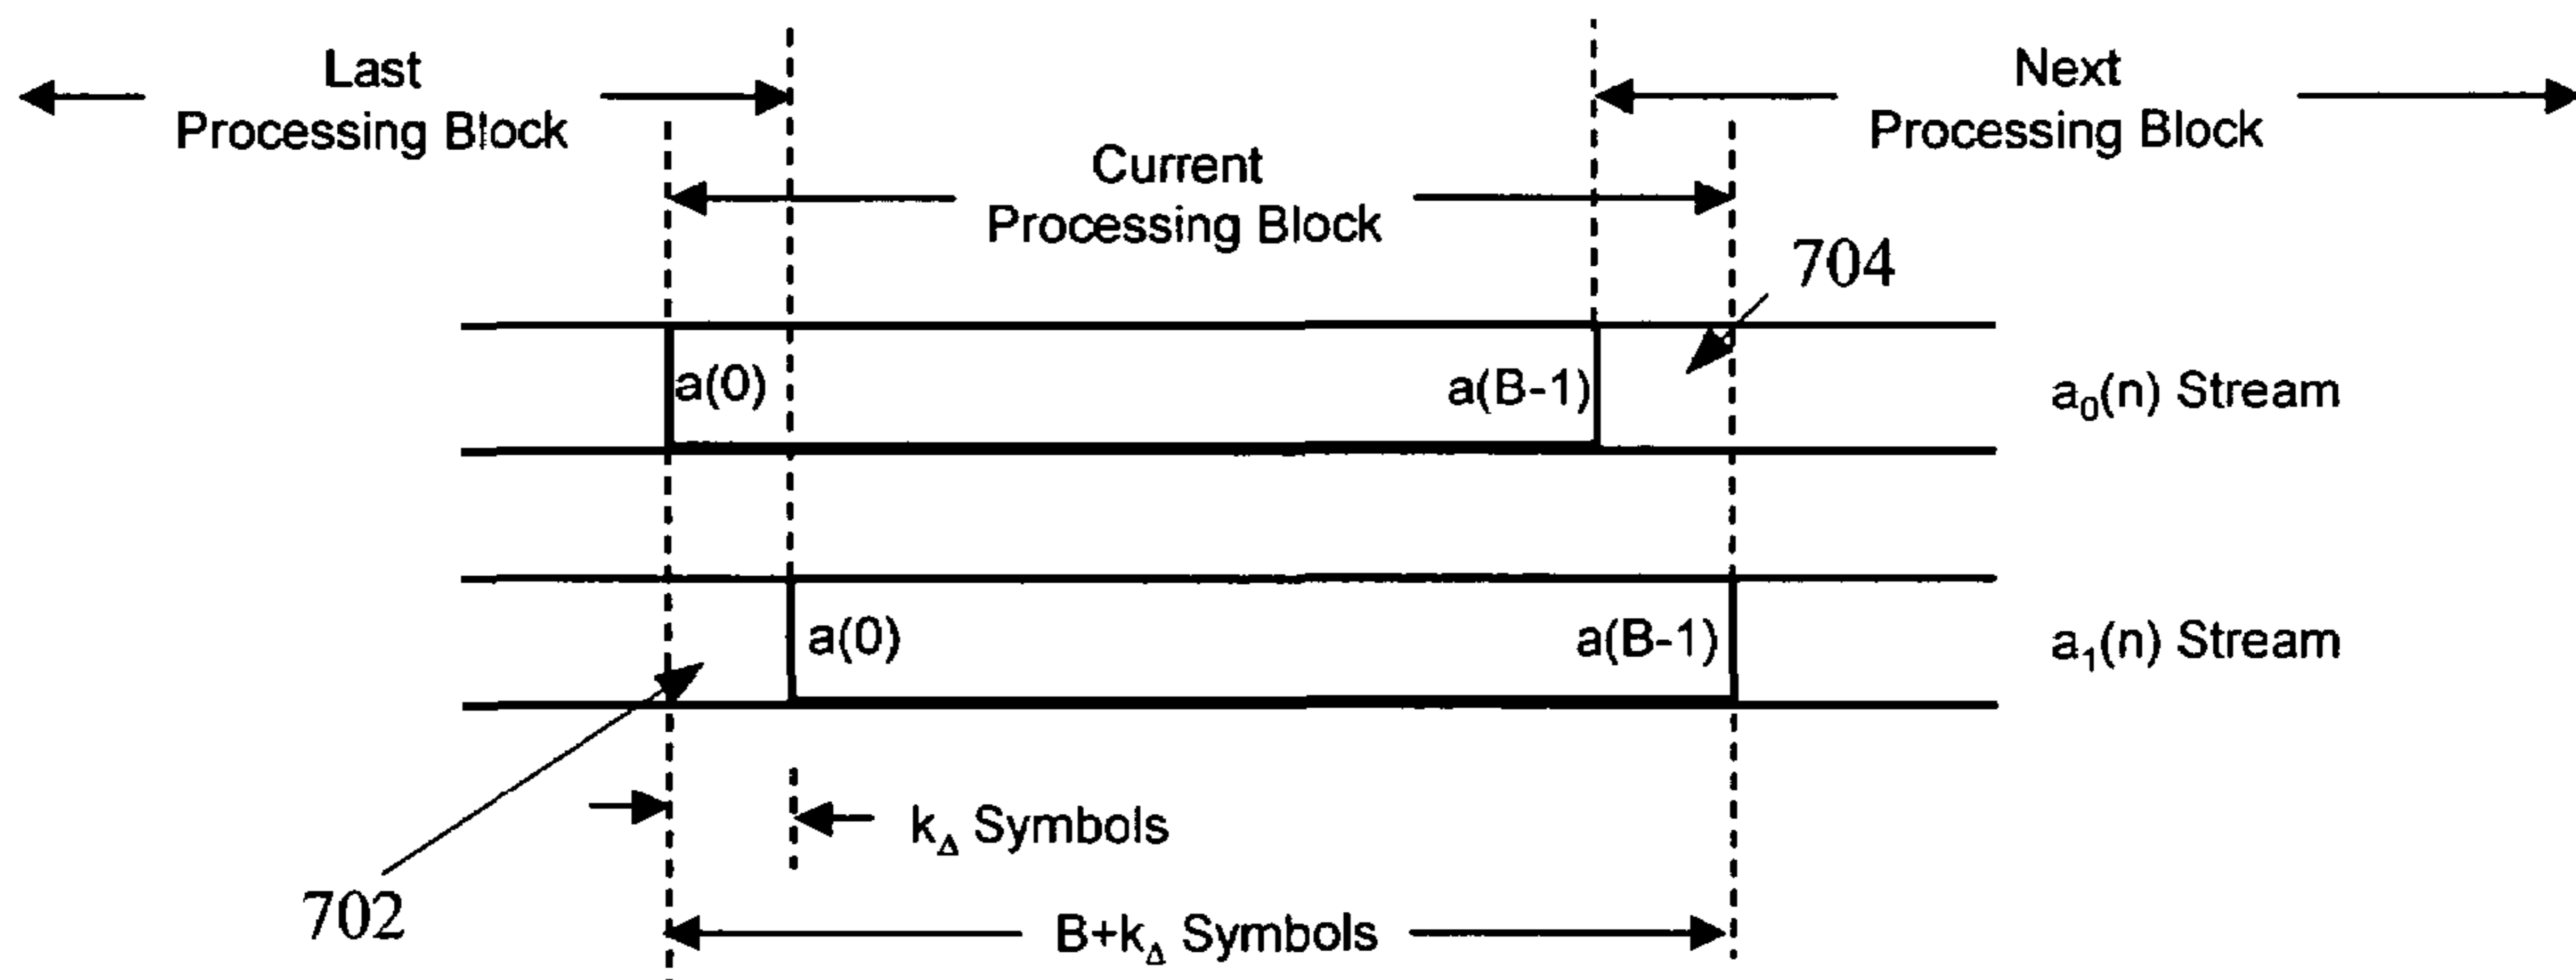 Last
Processing Block
Next
Processing Block
Current
Processing Block
704
a(0)
a(B-1)
a₀(n) Stream
a(0)
a(B-1)
a₁(n) Stream
k_Δ Symbols
702
B+k_Δ Symbols